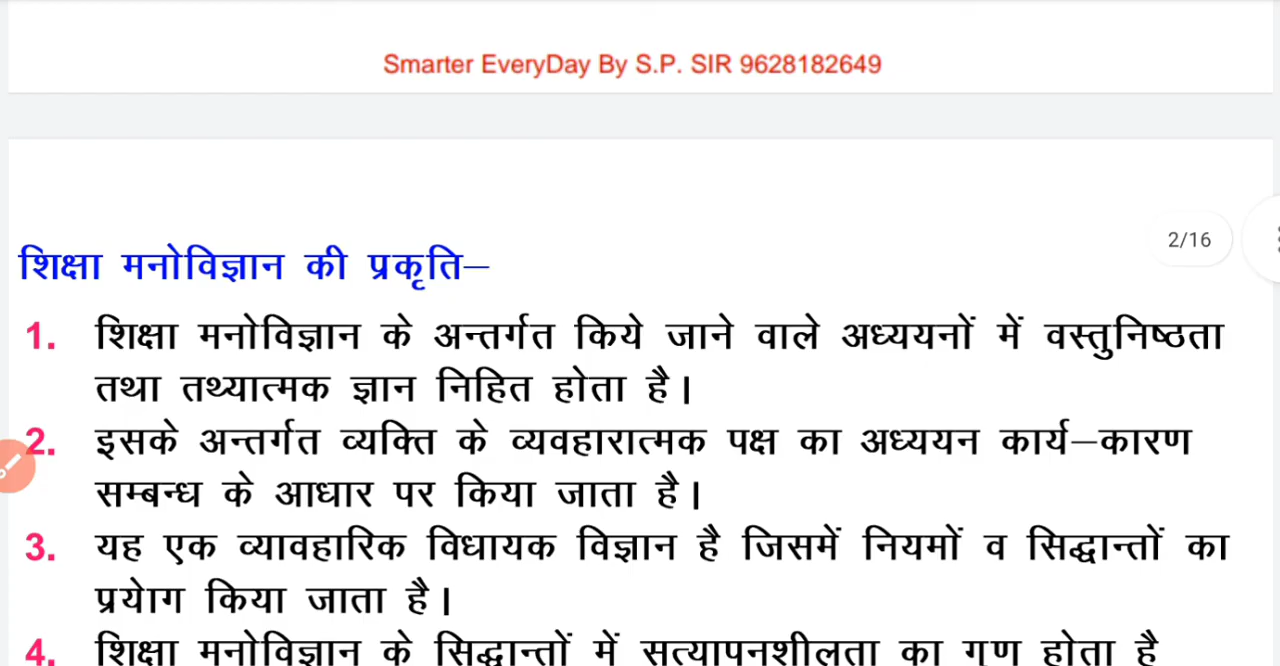 Smarter EveryDay By S.P. SIR 9628182649
2/16
शिक्षा मनोविज्ञान की प्रकृति–
1. शिक्षा मनोविज्ञान के अन्तर्गत किये जाने वाले अध्ययनों में वस्तुनिष्ठता
तथा तथ्यात्मक ज्ञान निहित होता है।
2. इसके अन्तर्गत व्यक्ति के व्यवहारात्मक पक्ष का अध्ययन कार्य–कारण
सम्बन्ध के आधार पर किया जाता है।
3. यह एक व्यावहारिक विधायक विज्ञान है जिसमें नियमों व सिद्धान्तों का
प्रयोग किया जाता है।
4. शिक्षा मनोविज्ञान के सिद्धान्तों में सत्यापनशीलता का गुण होता है